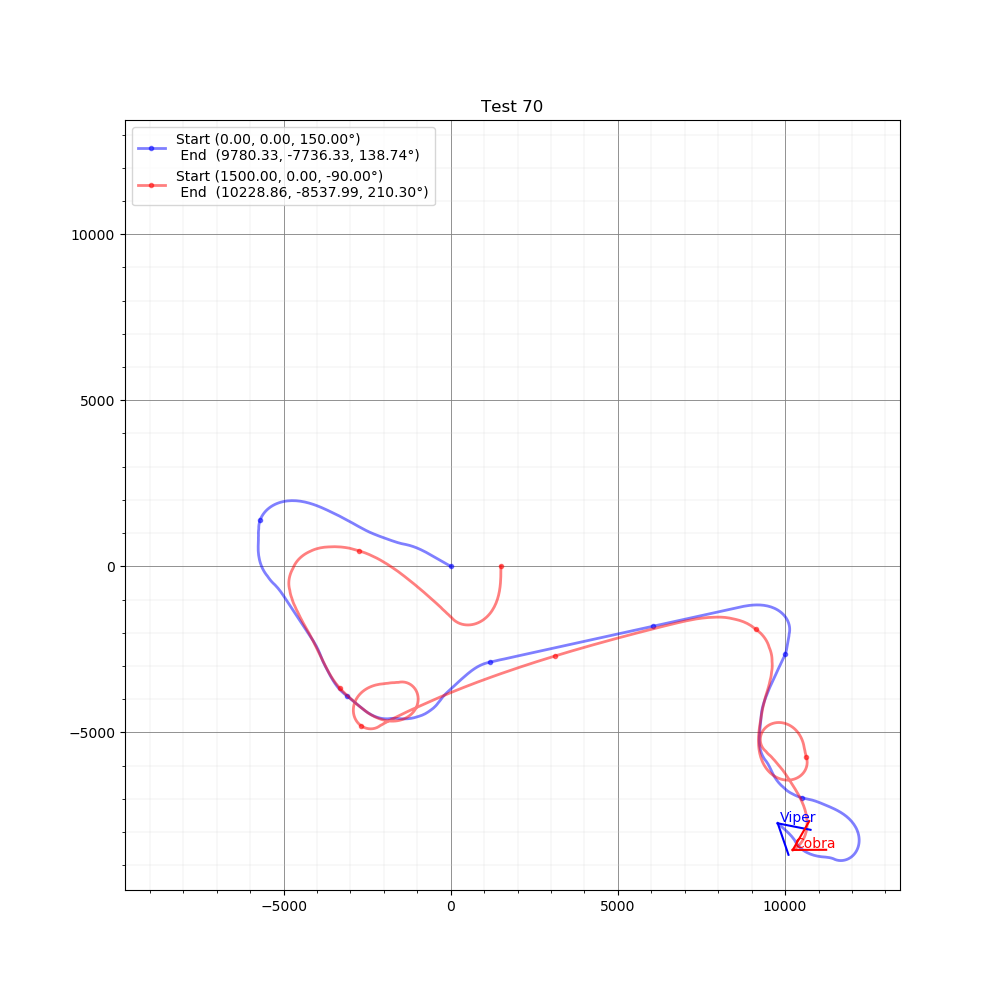 Test 70
Start (0.00, 0.00, 150.00°)
End  (9780.33, -7736.33, 138.74°)
Start (1500.00, 0.00, -90.00°)
End  (10228.86, -8537.99, 210.30°)
10000
5000
0
−5000
Viper
Cobra
−5000
0
5000
10000